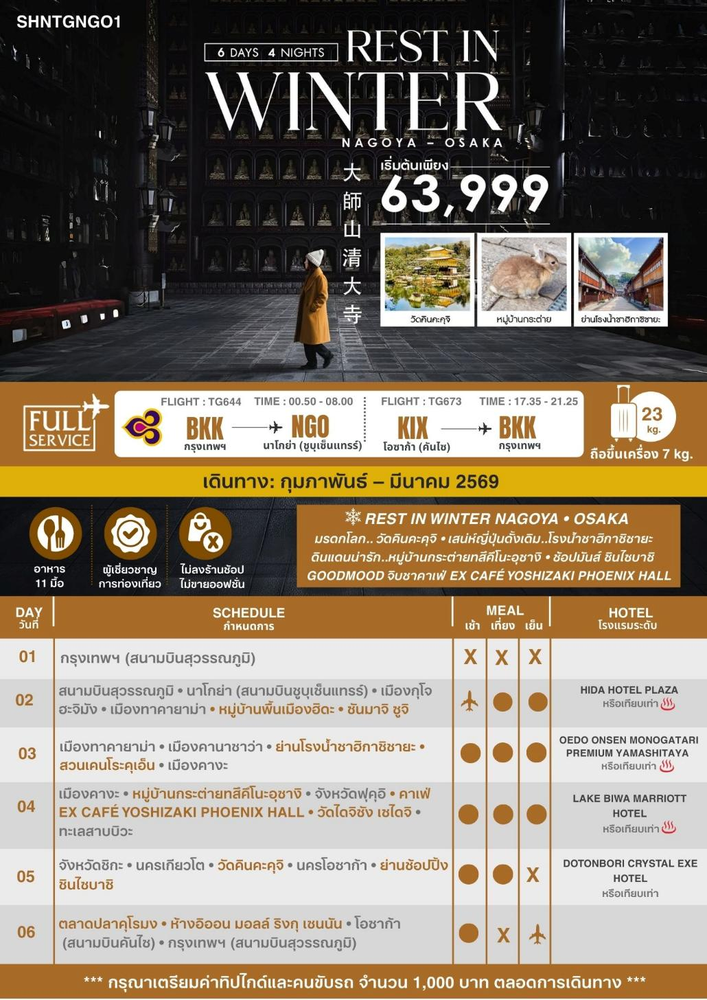 SHNTGNGO1
6 DAYS 4 NIGHTS
REST IN
WINTER
NAGOYA – OSAKA
大師山清大寺
เริ่มต้นเพียง
63,999
วัดคินคะคุจิ
หมู่บ้านกระต่าย
ย่านโรงน้ำชาฮิกาชิชายะ
FULL
SERVICE
FLIGHT : TG644 TIME : 00.50 - 08.00
BKK NGO
กรุงเทพฯ นาโกย่า (ชูบุเซ็นแทรร์)
FLIGHT : TG673 TIME : 17.35 - 21.25
KIX BKK
โอซาก้า (คันไซ) กรุงเทพฯ
23
kg.
ถือขึ้นเครื่อง 7 kg.
เดินทาง: กุมภาพันธ์ – มีนาคม 2569
อาหาร
11 มื้อ
ผู้เชี่ยวชาญ
การท่องเที่ยว
X
ไม่ลงร้านช้อป
ไม่ขายออฟชั่น
REST IN WINTER NAGOYA • OSAKA
มรดกโลก.. วัดคินคะคุจิ • เสน่ห์ญี่ปุ่นดั้งเดิม..โรงน้ำชาฮิกาชิชายะ
ดินแดนน่ารัก..หมู่บ้านกระต่ายทสึคิโนะอุซางิ • ช้อปมันส์ ชินไซบาชิ
GOODMOOD จิบชาคาเฟ่ EX CAFÉ YOSHIZAKI PHOENIX HALL
DAY SCHEDULE MEAL HOTEL
วันที่ กำหนดการ เช้า เที่ยง เย็น โรงแรมระดับ
01 กรุงเทพฯ (สนามบินสุวรรณภูมิ) X X X
02 สนามบินสุวรรณภูมิ • นาโกย่า (สนามบินชูบุเซ็นแทรร์) • เมืองกุโจ
ฮะจิมัง • เมืองทาคายาม่า • หมู่บ้านพื้นเมืองฮิดะ • ซันมาจิ ซูจิ
HIDA HOTEL PLAZA
หรือเทียบเท่า
03 เมืองทาคายาม่า • เมืองคานาซาว่า • ย่านโรงน้ำชาฮิกาชิชายะ •
สวนเคนโระคุเอ็น • เมืองคางะ
OEDO ONSEN MONOGATARI
PREMIUM YAMASHITAYA
หรือเทียบเท่า
04 เมืองคางะ • หมู่บ้านกระต่ายทสึคิโนะอุซางิ • จังหวัดฟุคุอิ • คาเฟ่
EX CAFÉ YOSHIZAKI PHOENIX HALL • วัดไดจิซัง เซไดจิ •
ทะเลสาบบิวะ
LAKE BIWA MARRIOTT
HOTEL
หรือเทียบเท่า
05 จังหวัดชิกะ • นครเกียวโต • วัดคินคะคุจิ • นครโอซาก้า • ย่านช้อปปิ้ง
ชินไซบาชิ
X
DOTONBORI CRYSTAL EXE
HOTEL
หรือเทียบเท่า
06 ตลาดปลาคุโรมง • ห้างอิออน มอลล์ ริงกุ เซนนัน • โอซาก้า
(สนามบินคันไซ) • กรุงเทพฯ (สนามบินสุวรรณภูมิ)
X
*** กรุณาเตรียมค่าทิปไกด์และคนขับรถ จำนวน 1,000 บาท ตลอดการเดินทาง ***